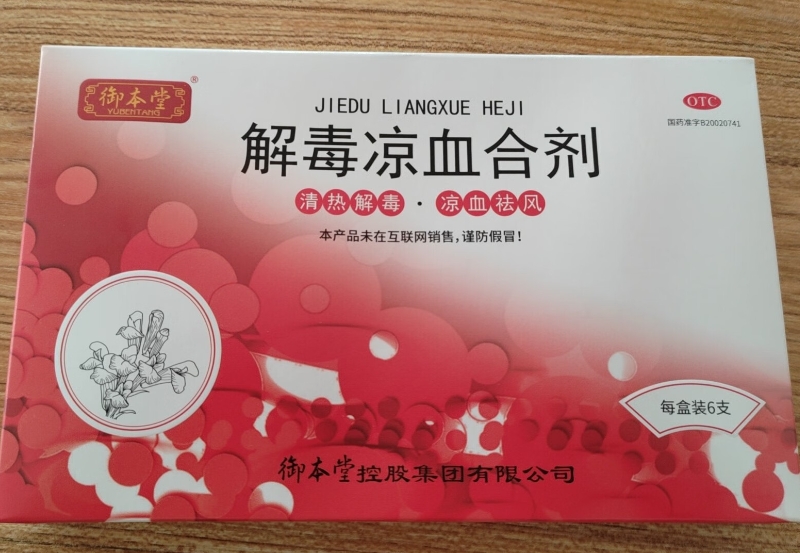 御本堂®
YUBENTANG
OTC
国药准字B20020741
JIEDU LIANGXUE HEJI
解毒凉血合剂
清热解毒·凉血祛风
本产品未在互联网销售,谨防假冒!
每盒装6支
御本堂控股集团有限公司